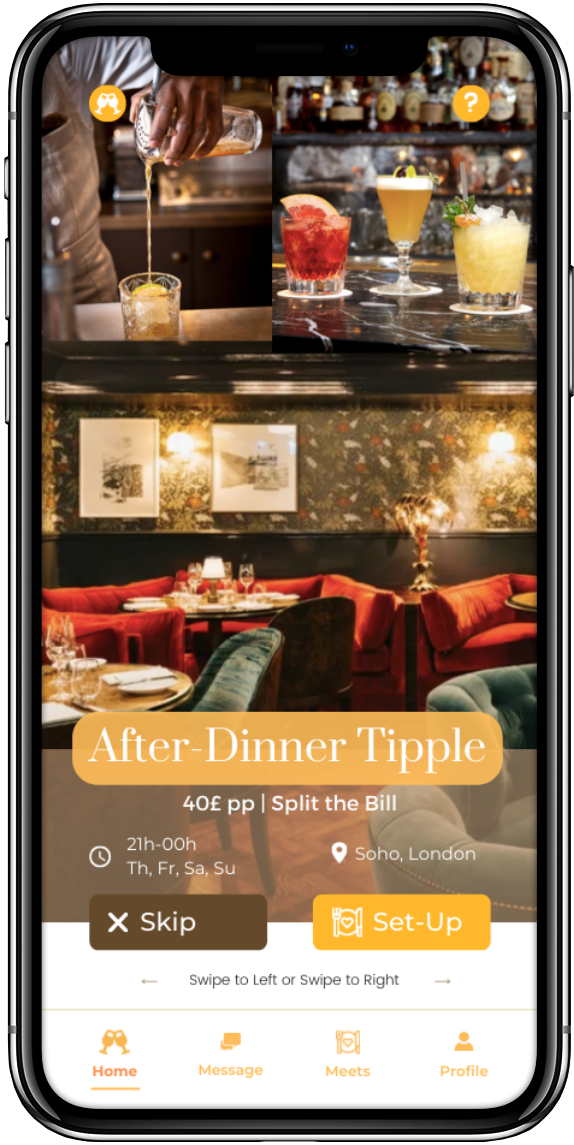 ?
After-Dinner Tipple
40£ pp | Split the Bill
21h-00h
Th, Fr, Sa, Su
Soho, London
Skip
Set-Up
← Swipe to Left or Swipe to Right →
Home
Message
Meets
Profile